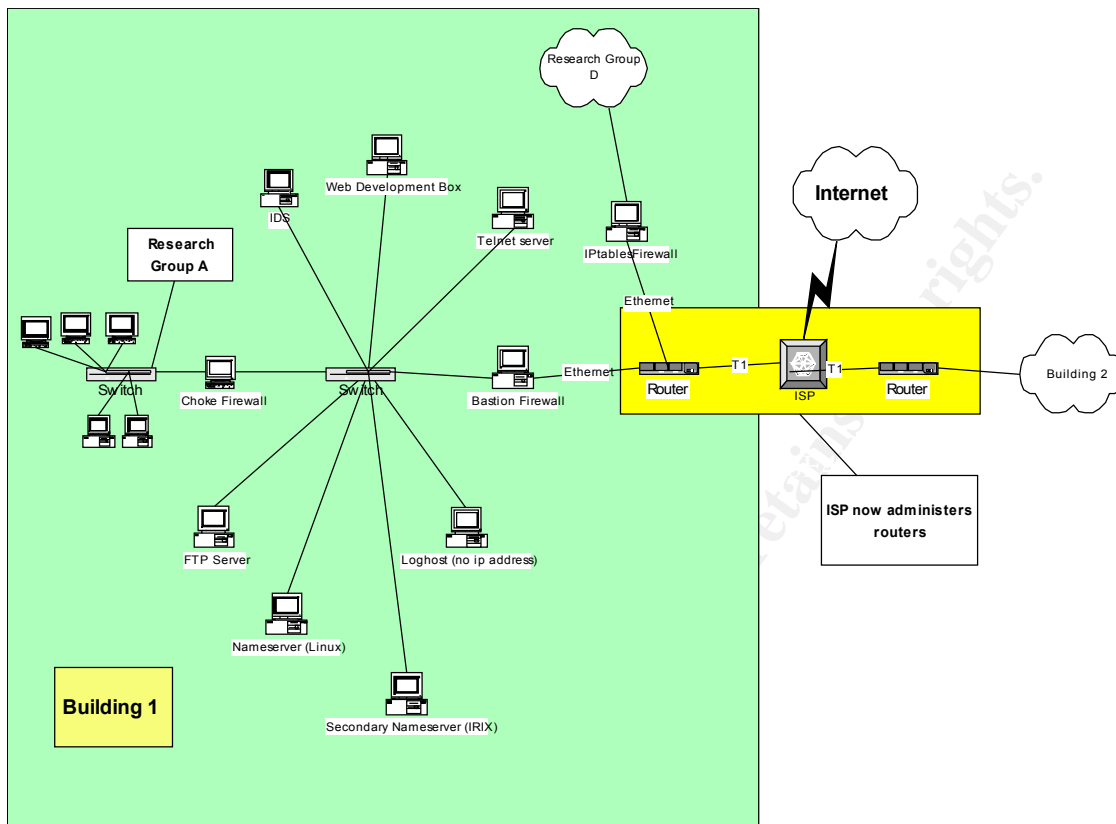 Research Group
D
Internet
Web Development Box
IDS
Telnet server
IPtablesFirewall
Research
Group A
Ethernet
Switch
Choke Firewall
Switch
Bastion Firewall
Ethernet
Router
T1
ISP
T1
Router
Building 2
ISP now administers
routers
FTP Server
Loghost (no ip address)
Nameserver (Linux)
Secondary Nameserver (IRIX)
Building 1
retains
rights.